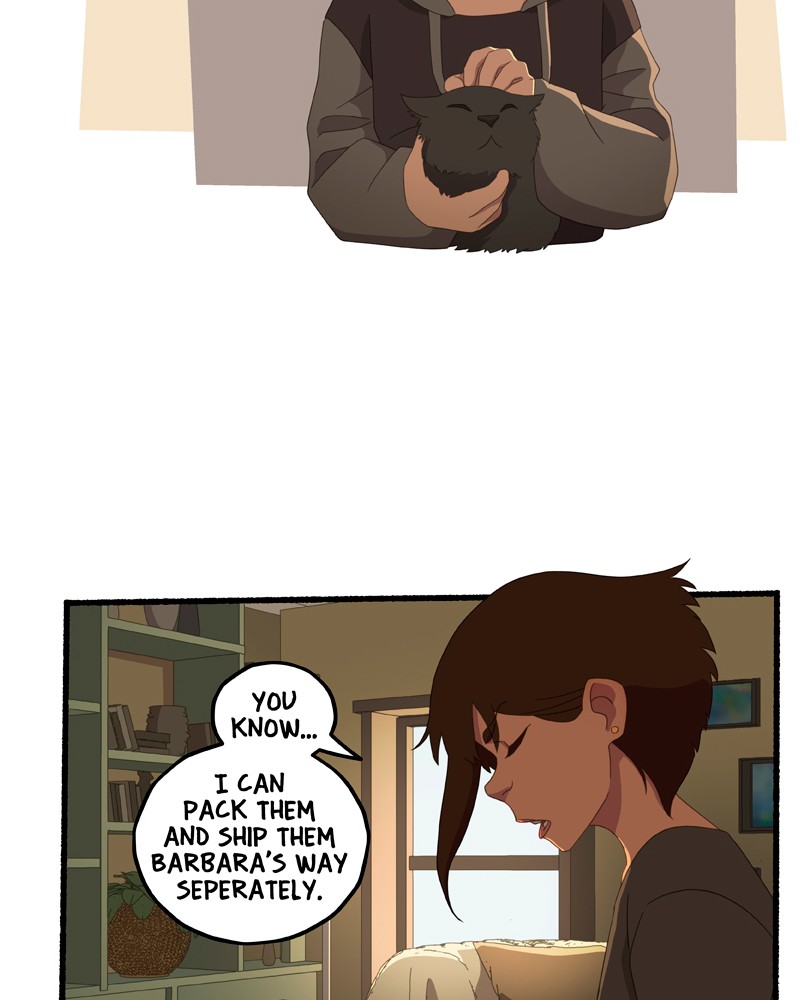 YOU
KNOW...
I CAN
PACK THEM
AND SHIP THEM
BARBARA'S WAY
SEPERATELY.